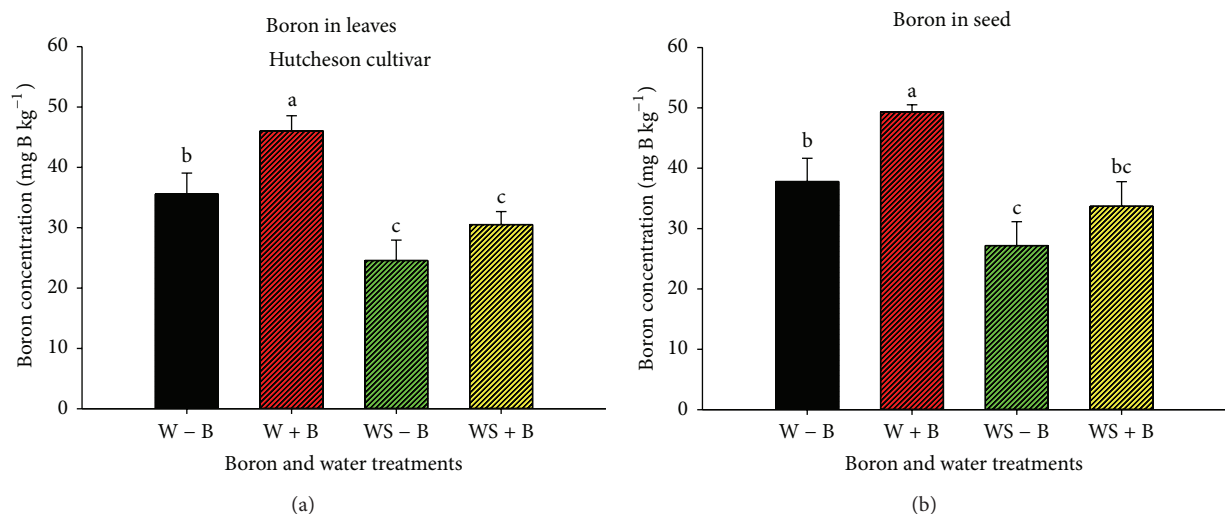 Boron in leaves
Hutcheson cultivar
Boron concentration (mg B kg⁻¹)
60
50
40
30
20
10
0
b
a
c
c
W − B
W + B
WS − B
WS + B
Boron and water treatments
(a)
Boron in seed
Boron concentration (mg B kg⁻¹)
60
50
40
30
20
10
0
b
a
c
bc
W − B
W + B
WS − B
WS + B
Boron and water treatments
(b)